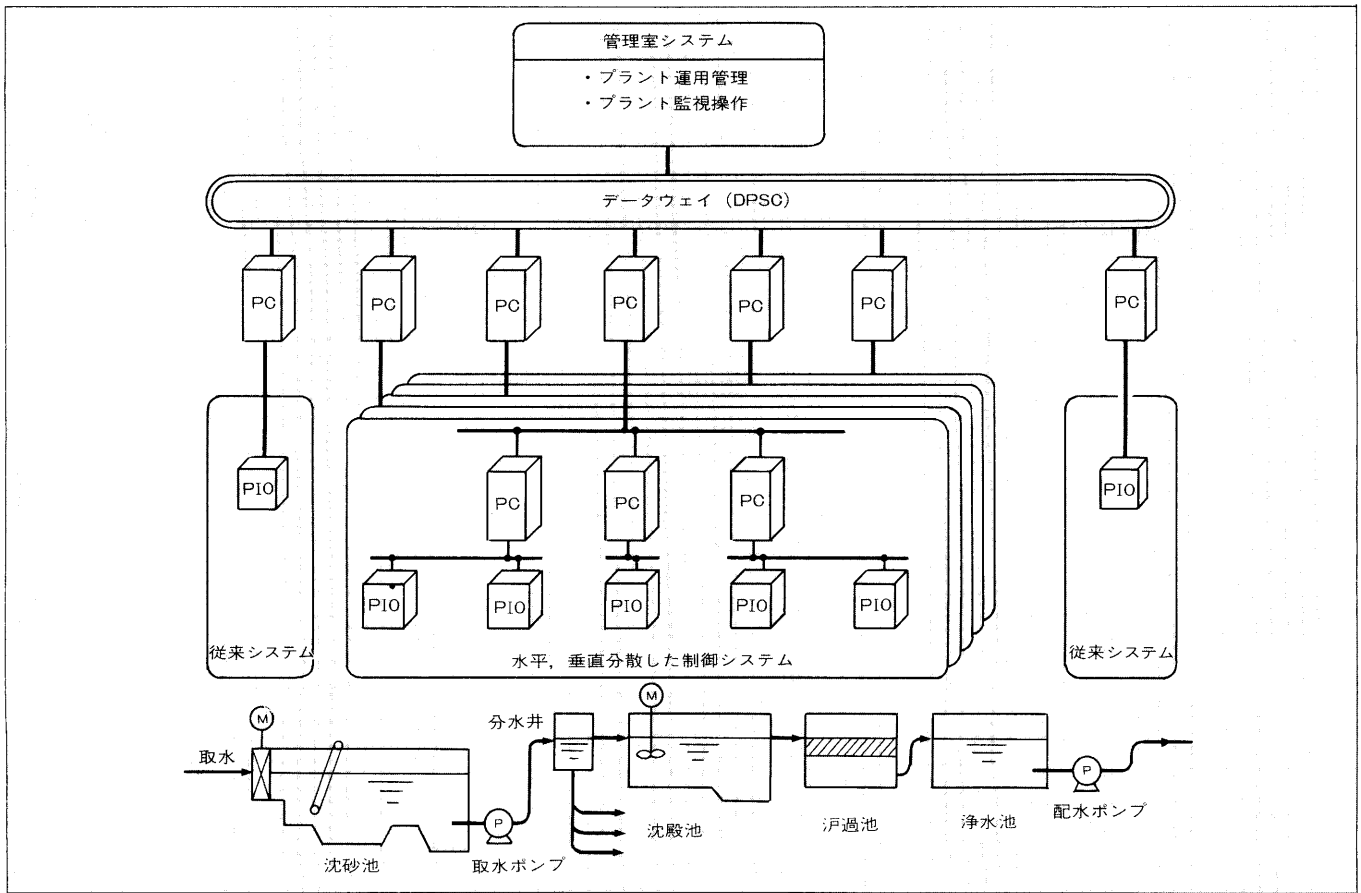 管理室システム
・プラント運用管理
・プラント監視操作
データウェイ (DPSC)
PC
PC
PC
PC
PC
PC
PC
PC
PC
PC
PIO
PIO
PIO
PIO
PIO
PIO
PIO
従来システム
水平,垂直分散した制御システム
従来システム
M
M
分水井
取水
P
P
沈砂池
取水ポンプ
沈殿池
沪過池
浄水池
配水ポンプ